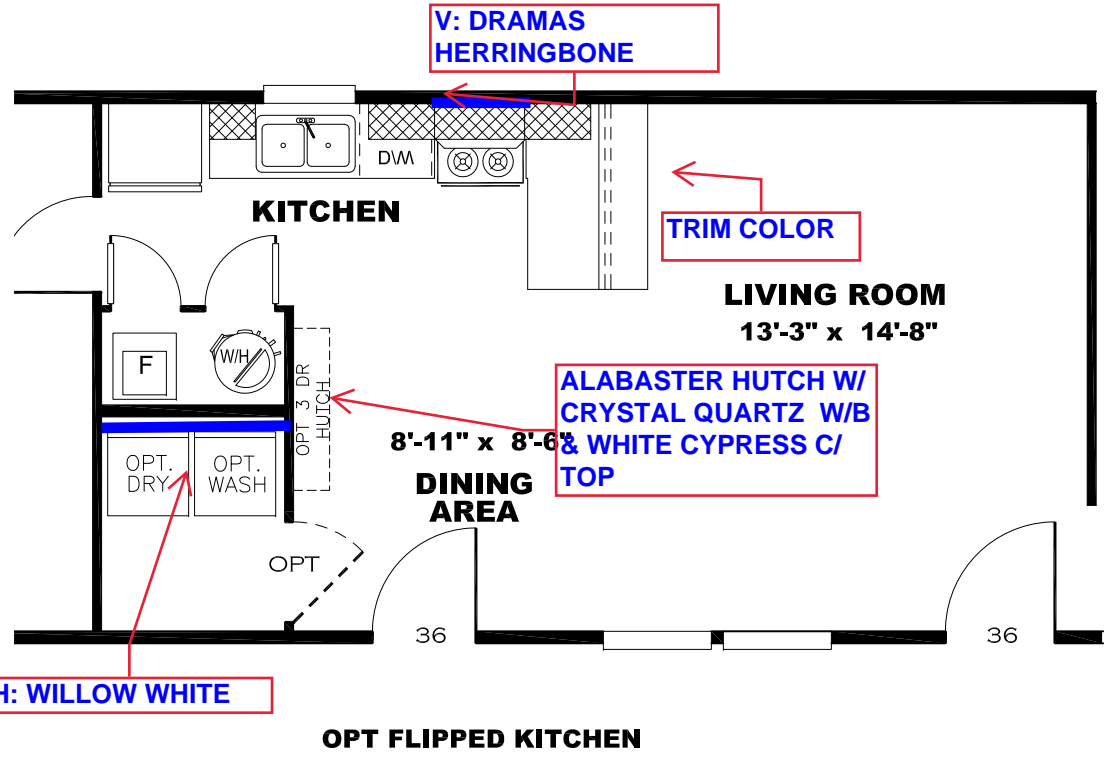 V: DRAMAS
HERRINGBONE
D\W
KITCHEN
TRIM COLOR
LIVING ROOM
13'-3" x 14'-8"
F
W/H
OPT 3 DR
HUTCH
ALABASTER HUTCH W/
CRYSTAL QUARTZ W/B
& WHITE CYPRESS C/
TOP
8'-11" x 8'-6"
DINING
AREA
OPT.
DRY
OPT.
WASH
OPT
36
36
H: WILLOW WHITE
OPT FLIPPED KITCHEN